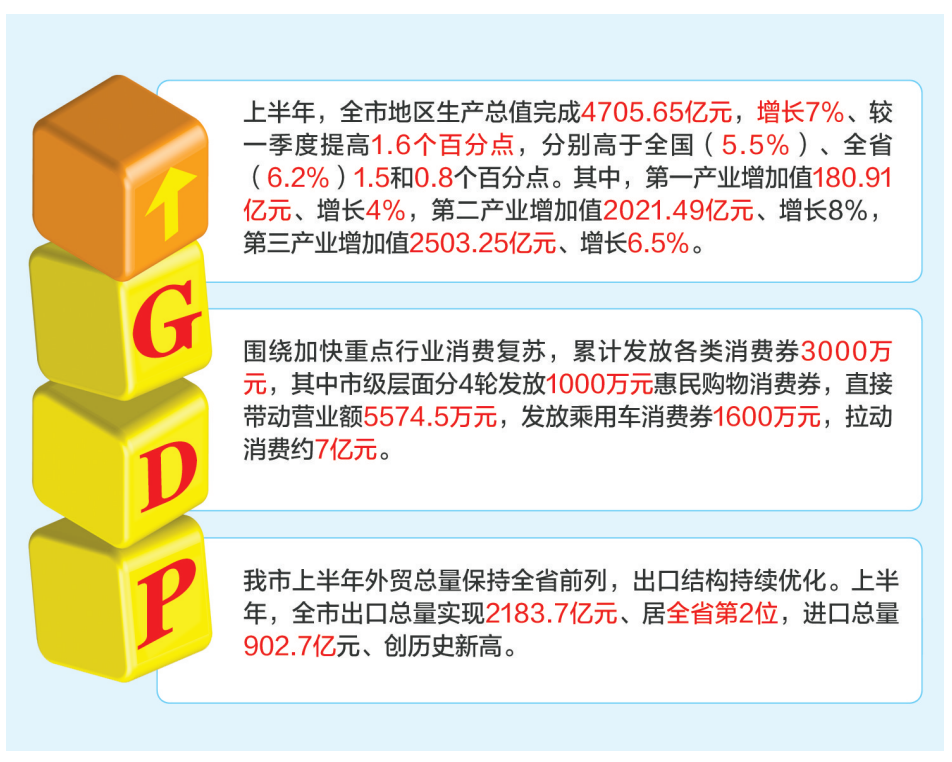 上半年，全市地区生产总值完成4705.65亿元，增长7%、较
一季度提高1.6个百分点，分别高于全国（5.5%）、全省
（6.2%）1.5和0.8个百分点。其中，第一产业增加值180.91
亿元、增长4%，第二产业增加值2021.49亿元、增长8%，
第三产业增加值2503.25亿元、增长6.5%。
G
围绕加快重点行业消费复苏，累计发放各类消费券3000万
元，其中市级层面分4轮发放1000万元惠民购物消费券，直接
带动营业额5574.5万元，发放乘用车消费券1600万元，拉动
消费约7亿元。
D
P
我市上半年外贸总量保持全省前列，出口结构持续优化。上半
年，全市出口总量实现2183.7亿元、居全省第2位，进口总量
902.7亿元、创历史新高。